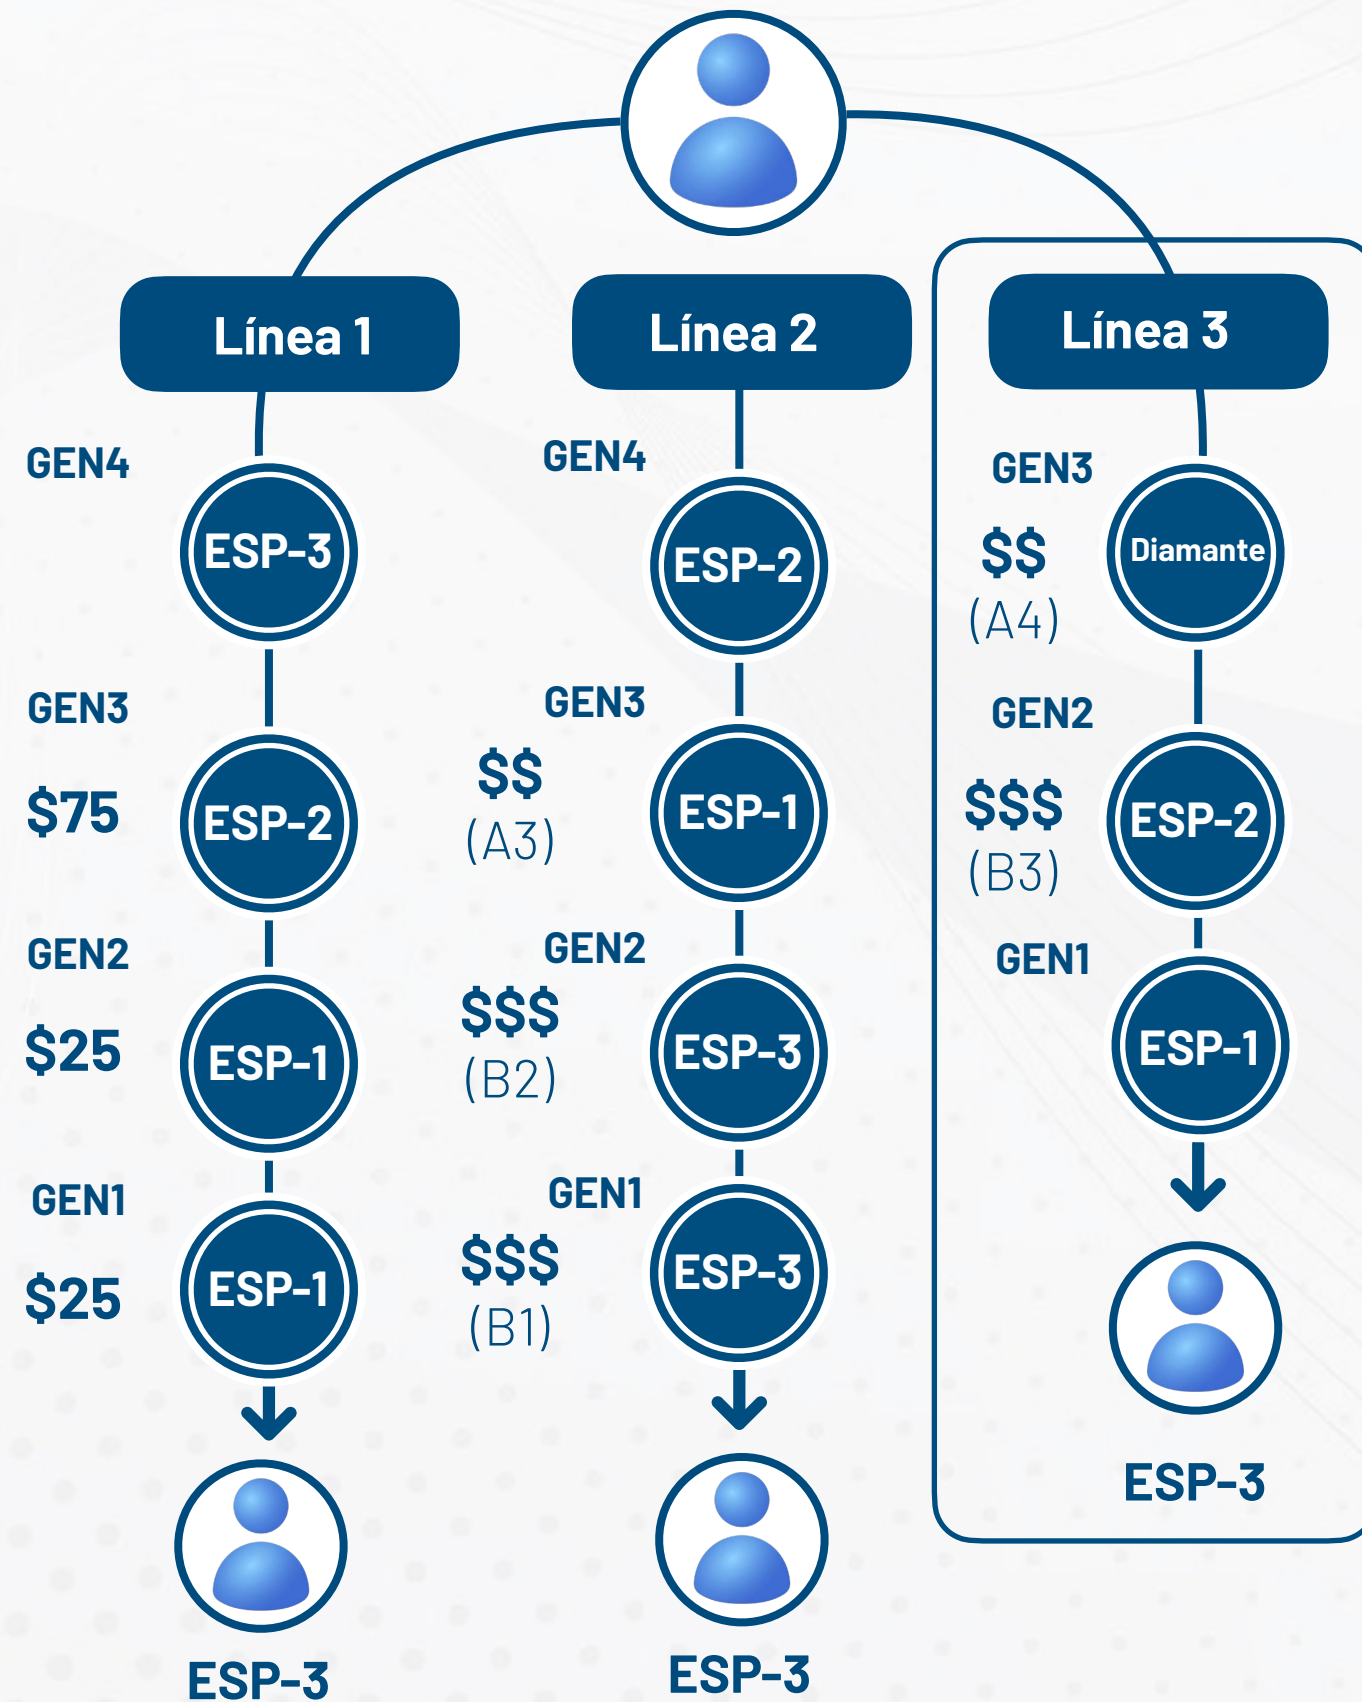 Línea 1
GEN4
ESP-3
GEN3
$75
ESP-2
GEN2
$25
ESP-1
GEN1
$25
ESP-1
ESP-3
Línea 2
GEN4
ESP-2
GEN3
$$
(A3)
ESP-1
GEN2
$$$
(B2)
ESP-3
GEN1
$$$
(B1)
ESP-3
ESP-3
Línea 3
GEN3
$$
(A4)
Diamante
GEN2
$$$
(B3)
ESP-2
GEN1
ESP-1
ESP-3